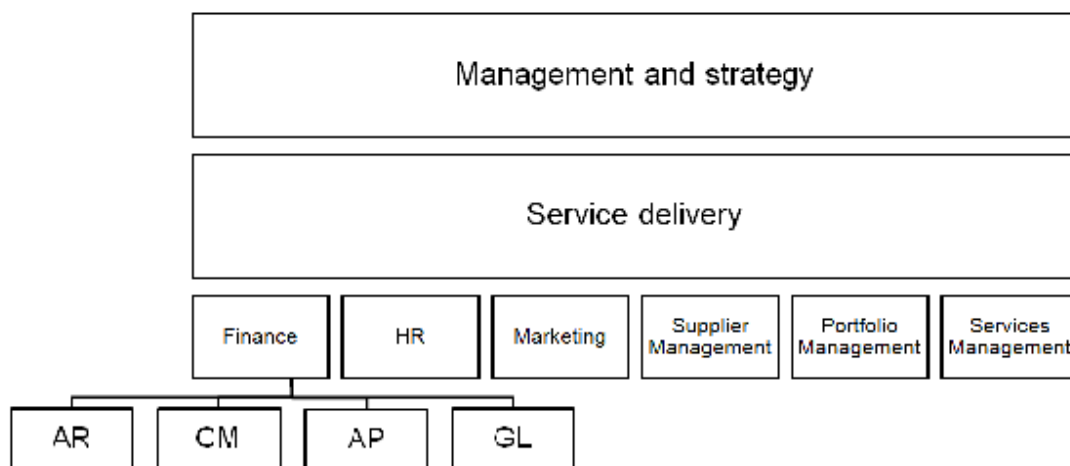 Management and strategy
Service delivery
Finance
HR
Marketing
Supplier
Management
Portfolio
Management
Services
Management
AR
CM
AP
GL